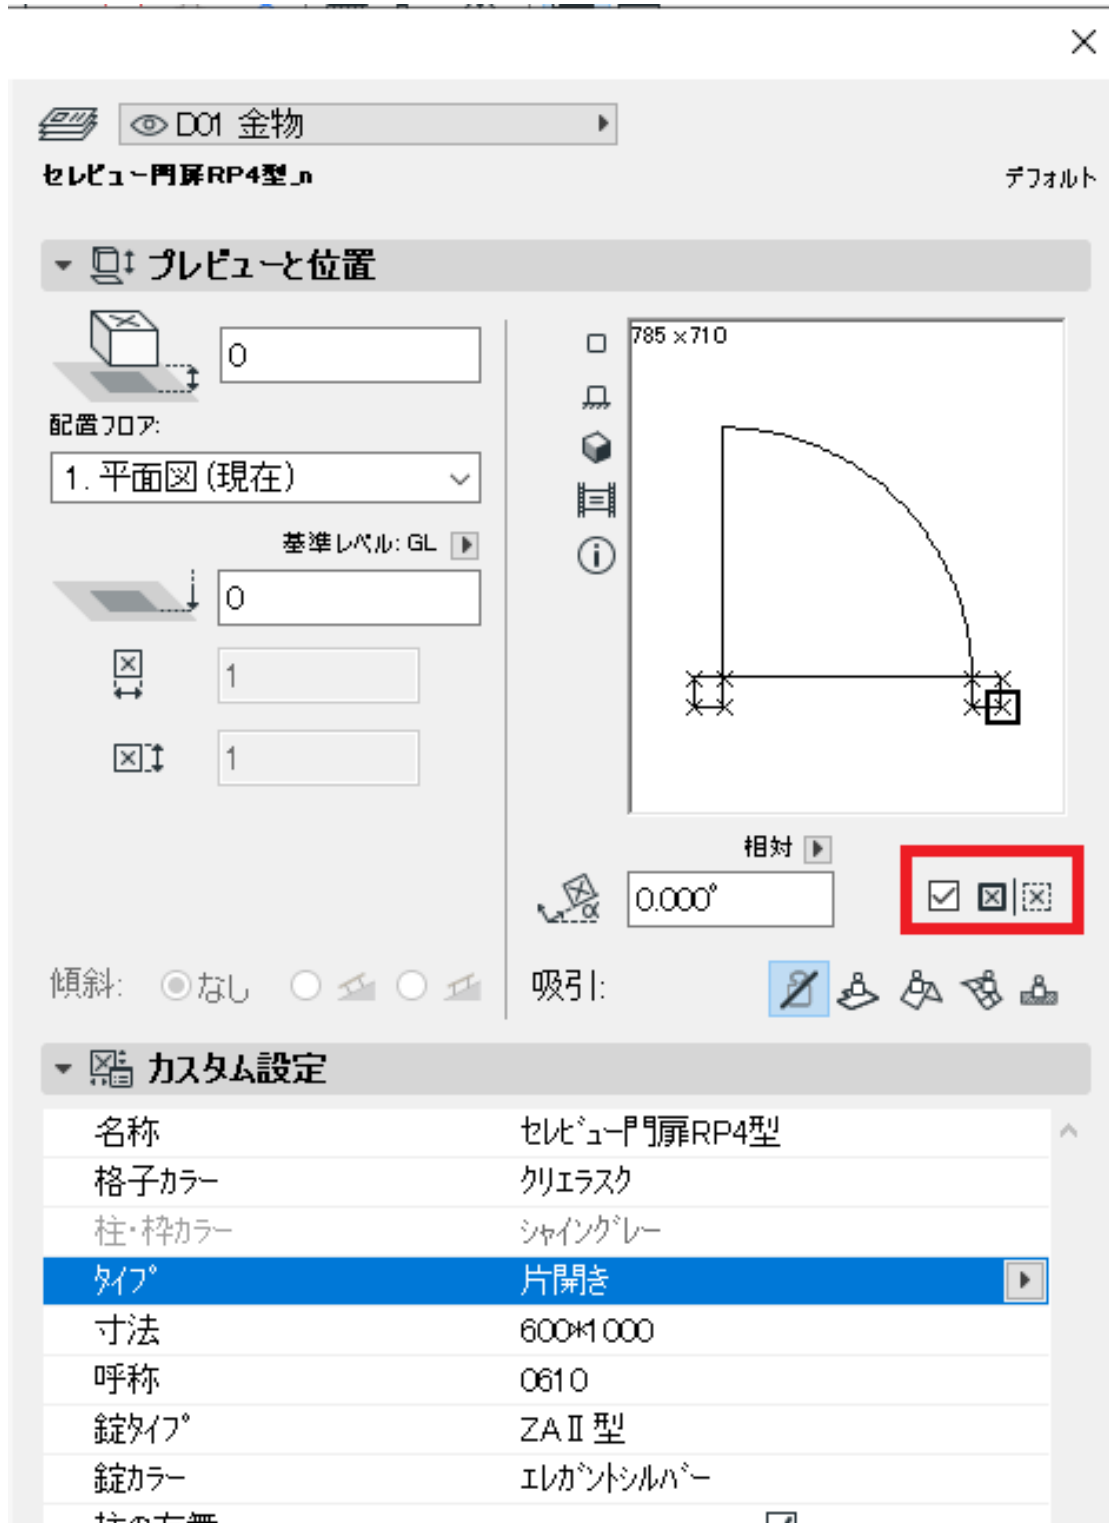 D01 金物
セレビュー門扉RP4型_n
デフォルト
プレビューと位置
0
785×710
配置フロア:
1. 平面図 (現在)
基準レベル: GL
0
1
1
相対
0.000°
α
傾斜: なし
吸引:
カスタム設定
名称 セレビュー門扉RP4型
格子カラー クリエラスク
柱・枠カラー シャイングレー
タイプ 片開き
寸法 600*1000
呼称 0610
錠タイプ ZAⅡ型
錠カラー エレガントシルバー
柱の有無